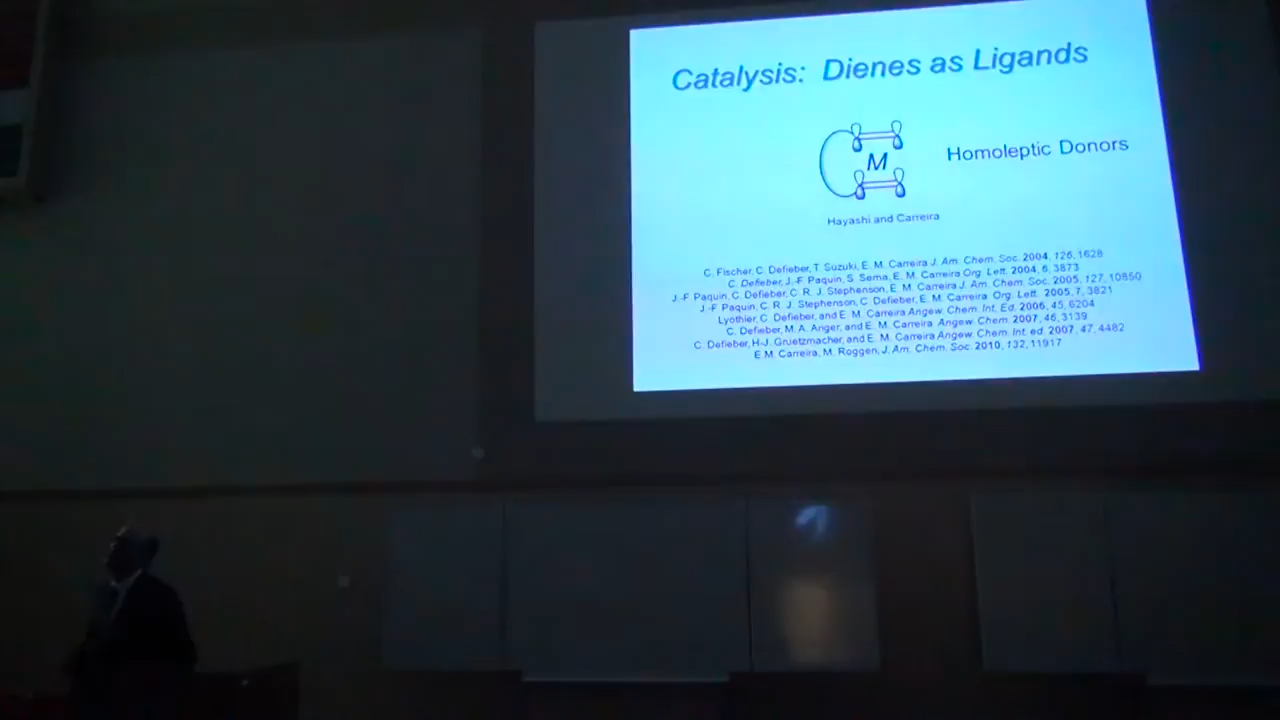 Catalysis: Dienes as Ligands
M
Homoleptic Donors
Hayashi and Carreira
C. Fischer, C. Defieber, T. Suzuki, E. M. Carreira J. Am. Chem. Soc. 2004, 126, 1628
C. Defieber, J.-F. Paquin, S. Serna, E. M. Carreira Org. Lett. 2004, 6, 3873
J.-F Paquin, C. Defieber, C. R. J. Stephenson, E. M. Carreira J. Am. Chem. Soc. 2005, 127, 10850
J.-F Paquin, C. R. J. Stephenson, C. Defieber, E. M. Carreira Org. Lett. 2005, 7, 3821
Lyothier, C. Defieber, and E. M. Carreira Angew. Chem. Int. Ed. 2006, 45, 6204
C. Defieber, M. A. Anger, and E. M. Carreira Angew. Chem. 2007, 46, 3139
C. Defieber, H-J. Gruetzmacher, and E. M. Carreira Angew. Chem. Int. ed. 2007, 47, 4482
E.M. Carreira, M. Roggen, J. Am. Chem. Soc. 2010, 132, 11917